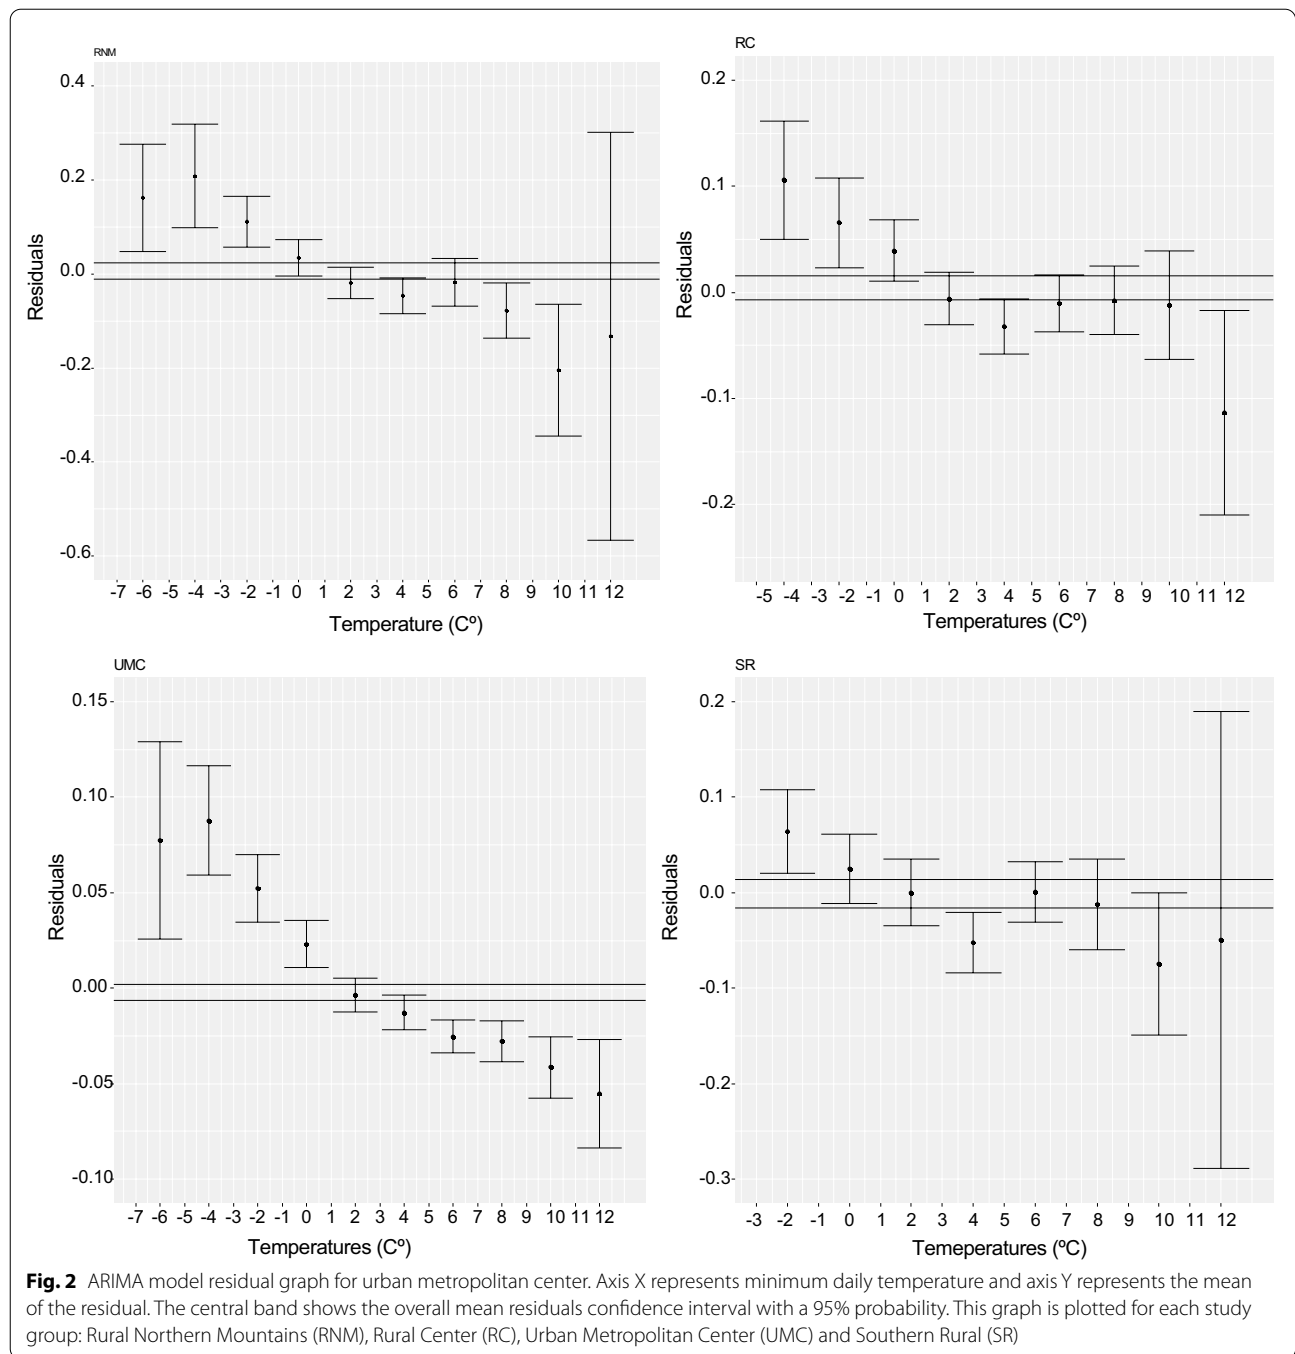 RNM
0.4
0.2
0.0
-0.2
-0.4
-0.6
Residuals
-7 -6 -5 -4 -3 -2 -1 0 1 2 3 4 5 6 7 8 9 10 11 12
Temperature (Cº)
RC
0.2
0.1
0.0
-0.1
-0.2
Residuals
-5 -4 -3 -2 -1 0 1 2 3 4 5 6 7 8 9 10 11 12
Temperatures (Cº)
UMC
0.15
0.10
0.05
0.00
-0.05
-0.10
Residuals
-7 -6 -5 -4 -3 -2 -1 0 1 2 3 4 5 6 7 8 9 10 11 12
Temperatures (Cº)
SR
0.2
0.1
0.0
-0.1
-0.2
-0.3
Residuals
-3 -2 -1 0 1 2 3 4 5 6 7 8 9 10 11 12
Temeperatures (ºC)
Fig. 2 ARIMA model residual graph for urban metropolitan center. Axis X represents minimum daily temperature and axis Y represents the mean
of the residual. The central band shows the overall mean residuals confidence interval with a 95% probability. This graph is plotted for each study
group: Rural Northern Mountains (RNM), Rural Center (RC), Urban Metropolitan Center (UMC) and Southern Rural (SR)